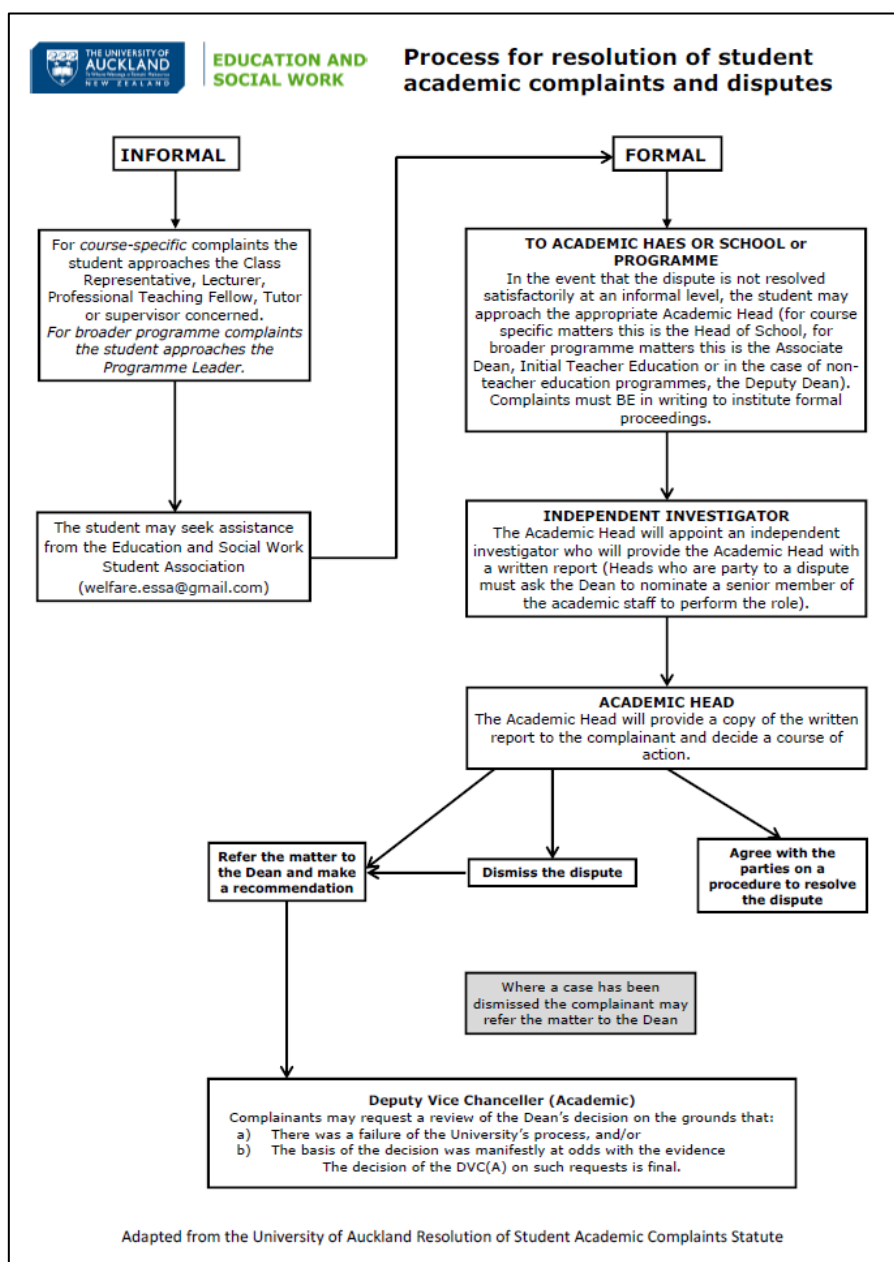 THE UNIVERSITY OF
AUCKLAND
NEW ZEALAND
EDUCATION AND
SOCIAL WORK
Process for resolution of student
academic complaints and disputes
INFORMAL
For course-specific complaints the
student approaches the Class
Representative, Lecturer,
Professional Teaching Fellow, Tutor
or supervisor concerned.
For broader programme complaints
the student approaches the
Programme Leader.
The student may seek assistance
from the Education and Social Work
Student Association
(welfare.essa@gmail.com)
FORMAL
TO ACADEMIC HAES OR SCHOOL or
PROGRAMME
In the event that the dispute is not resolved
satisfactorily at an informal level, the student may
approach the appropriate Academic Head (for course
specific matters this is the Head of School, for
broader programme matters this is the Associate
Dean, Initial Teacher Education or in the case of non-
teacher education programmes, the Deputy Dean).
Complaints must BE in writing to institute formal
proceedings.
INDEPENDENT INVESTIGATOR
The Academic Head will appoint an independent
investigator who will provide the Academic Head with
a written report (Heads who are party to a dispute
must ask the Dean to nominate a senior member of
the academic staff to perform the role).
ACADEMIC HEAD
The Academic Head will provide a copy of the written
report to the complainant and decide a course of
action.
Refer the matter to
the Dean and make
a recommendation
Dismiss the dispute
Agree with the
parties on a
procedure to resolve
the dispute
Where a case has been
dismissed the complainant may
refer the matter to the Dean
Deputy Vice Chanceller (Academic)
Complainants may request a review of the Dean's decision on the grounds that:
a) There was a failure of the University's process, and/or
b) The basis of the decision was manifestly at odds with the evidence
The decision of the DVC(A) on such requests is final.
Adapted from the University of Auckland Resolution of Student Academic Complaints Statute